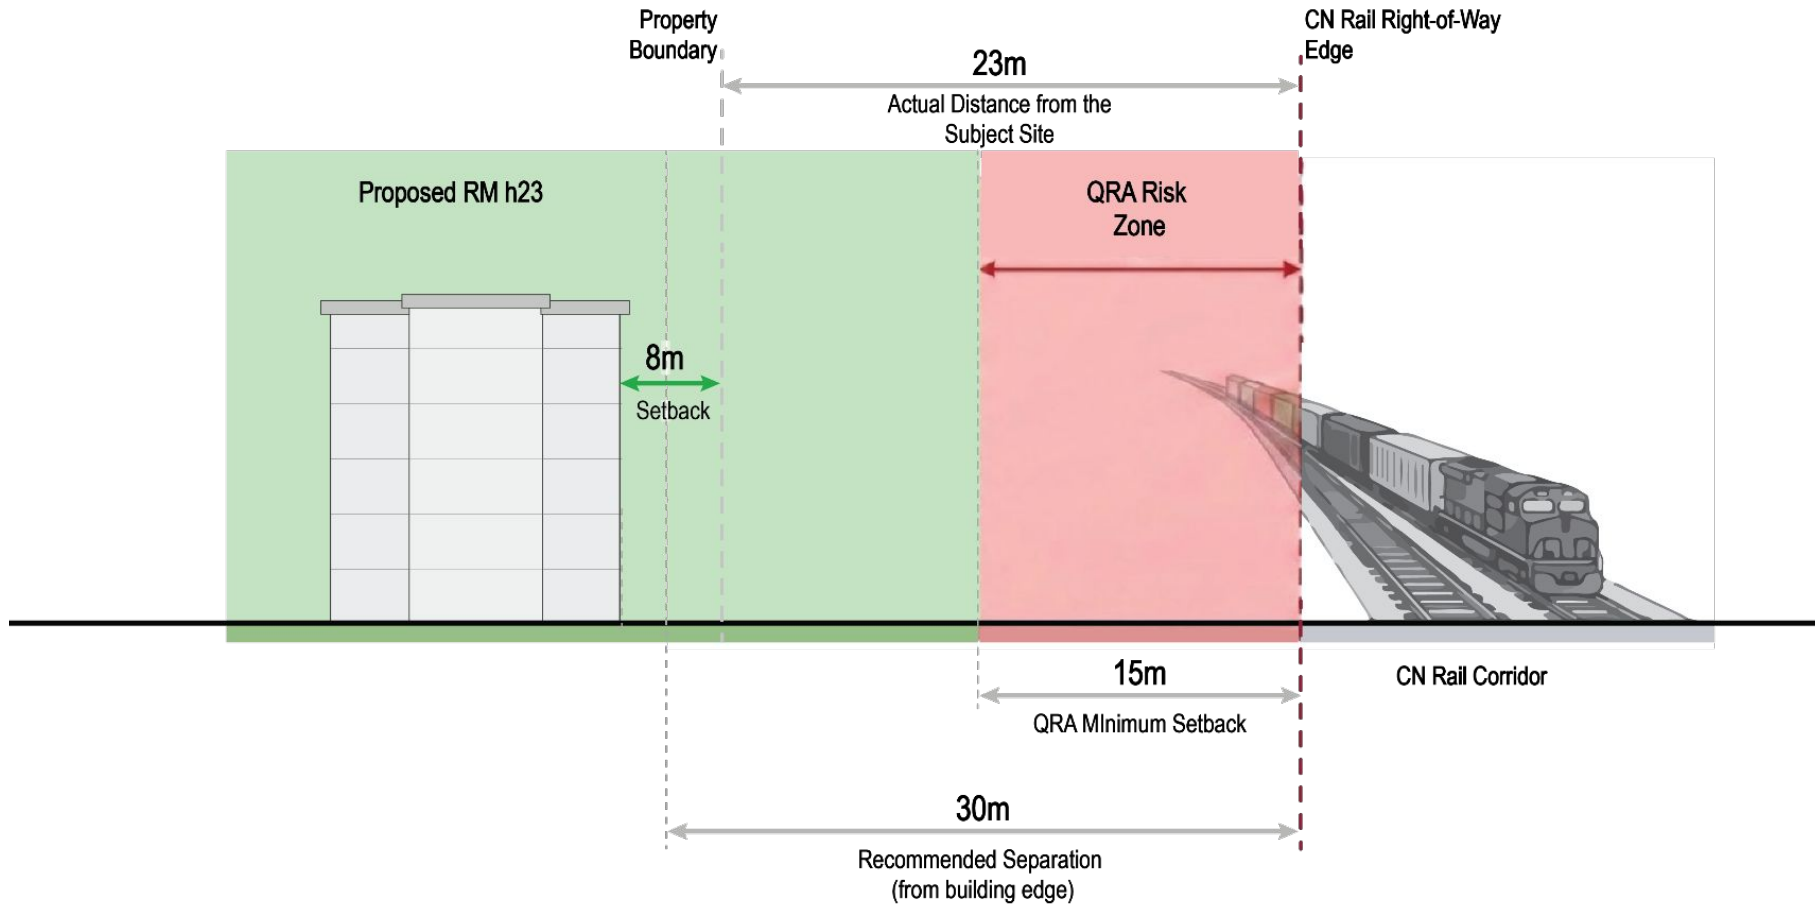 Property
Boundary
CN Rail Right-of-Way
Edge
23m
Actual Distance from the
Subject Site
Proposed RM h23
QRA Risk
Zone
8m
Setback
15m
QRA MInimum Setback
CN Rail Corridor
30m
Recommended Separation
(from building edge)